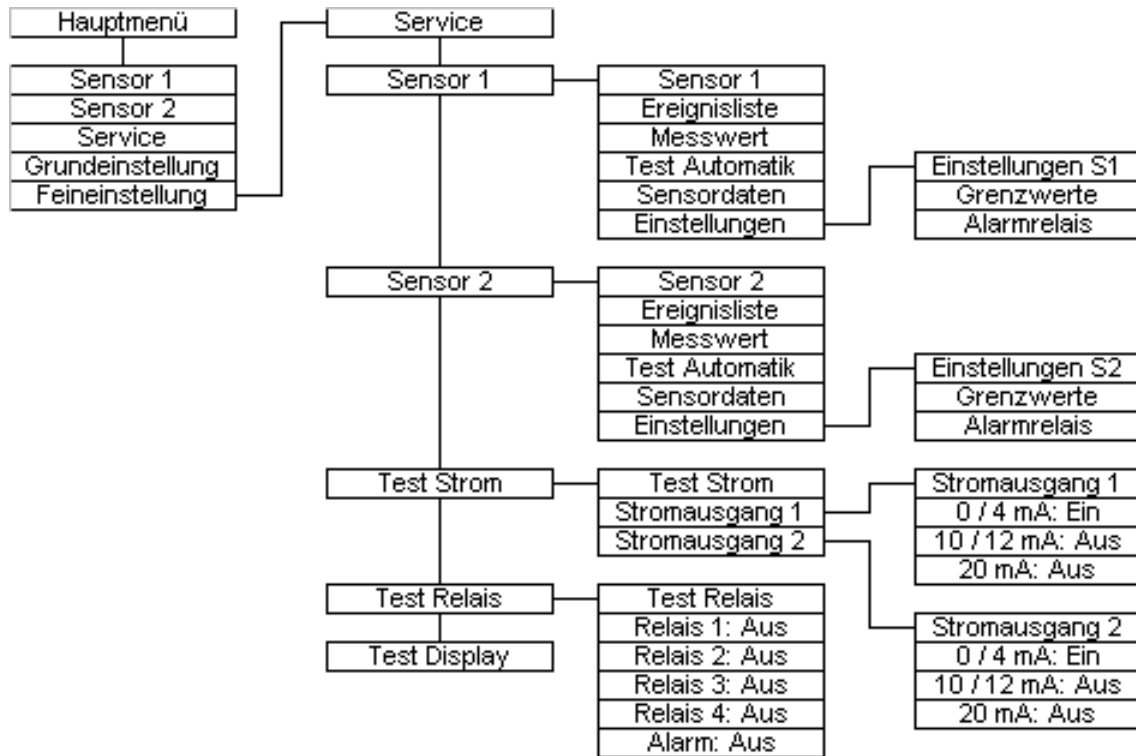 Hauptmenü
Sensor 1
Sensor 2
Service
Grundeinstellung
Feineinstellung
Service
Sensor 1
Sensor 1
Ereignisliste
Messwert
Test Automatik
Sensordaten
Einstellungen
Einstellungen S1
Grenzwerte
Alarmrelais
Sensor 2
Sensor 2
Ereignisliste
Messwert
Test Automatik
Sensordaten
Einstellungen
Einstellungen S2
Grenzwerte
Alarmrelais
Test Strom
Test Strom
Stromausgang 1
Stromausgang 2
Stromausgang 1
0 / 4 mA: Ein
10 / 12 mA: Aus
20 mA: Aus
Stromausgang 2
0 / 4 mA: Ein
10 / 12 mA: Aus
20 mA: Aus
Test Relais
Test Relais
Relais 1: Aus
Relais 2: Aus
Relais 3: Aus
Relais 4: Aus
Alarm: Aus
Test Display